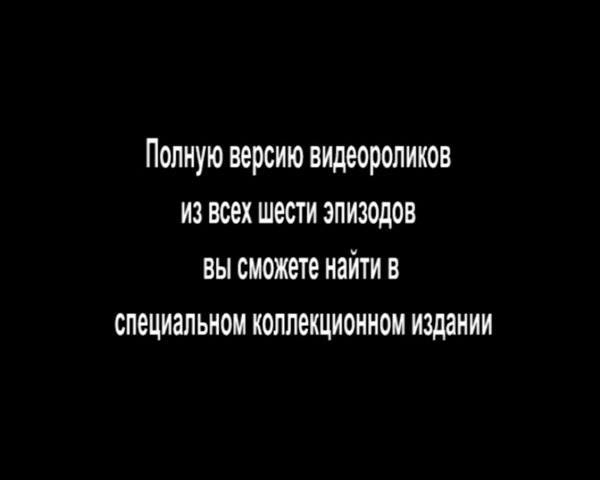 Полную версию видеороликов
из всех шести эпизодов
вы сможете найти в
специальном коллекционном издании